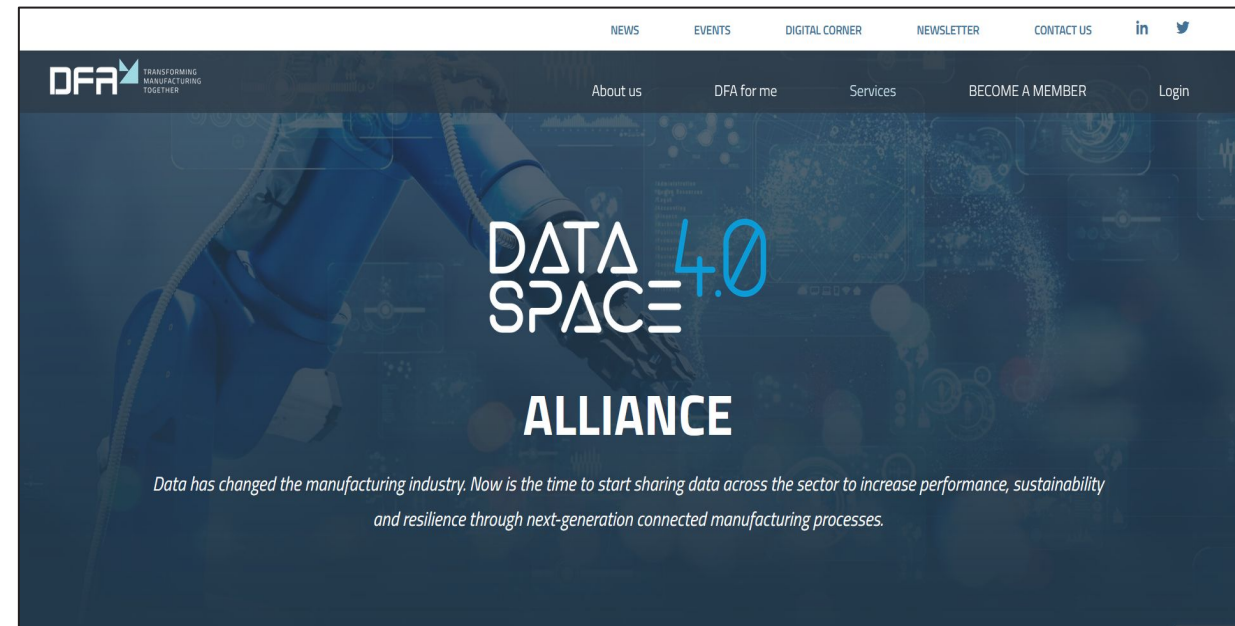 NEWS EVENTS DIGITAL CORNER NEWSLETTER CONTACT US in
DFA TRANSFORMING
MANUFACTURING
TOGETHER
About us DFA for me Services BECOME A MEMBER Login
DATA 4.0
SPACE
ALLIANCE
Data has changed the manufacturing industry. Now is the time to start sharing data across the sector to increase performance, sustainability
and resilience through next-generation connected manufacturing processes.